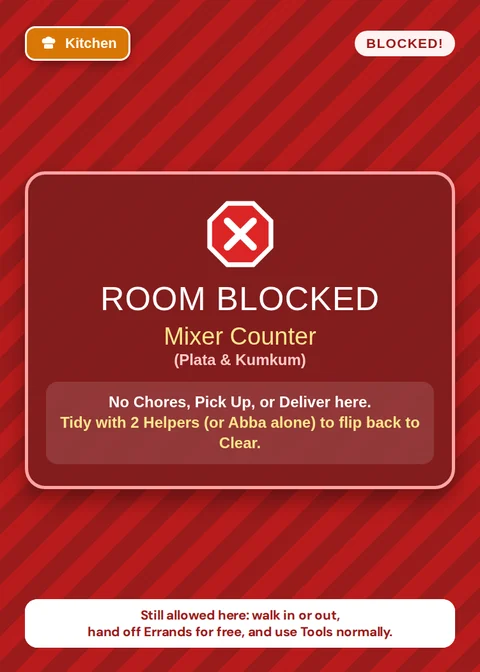 Kitchen
BLOCKED!
ROOM BLOCKED
Mixer Counter
(Plata & Kumkum)
No Chores, Pick Up, or Deliver here.
Tidy with 2 Helpers (or Abba alone) to flip back to
Clear.
Still allowed here: walk in or out,
hand off Errands for free, and use Tools normally.